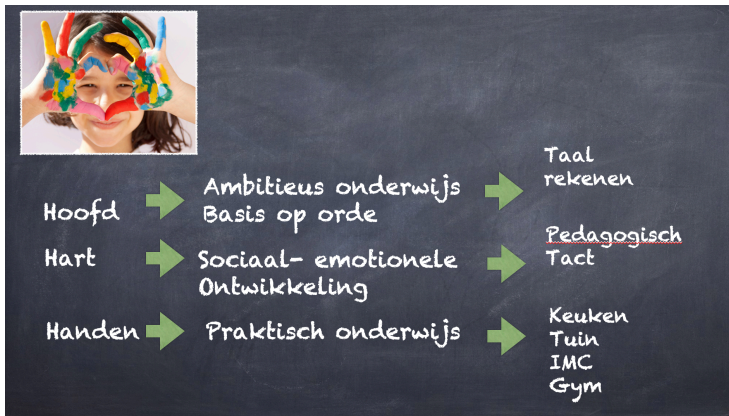 Hoofd
Ambitieus onderwijs
Basis op orde
Taal
rekenen
Hart
Sociaal- emotionele
Ontwikkeling
Pedagogisch
Tact
Handen
Praktisch onderwijs
Keuken
Tuin
IMC
Gym